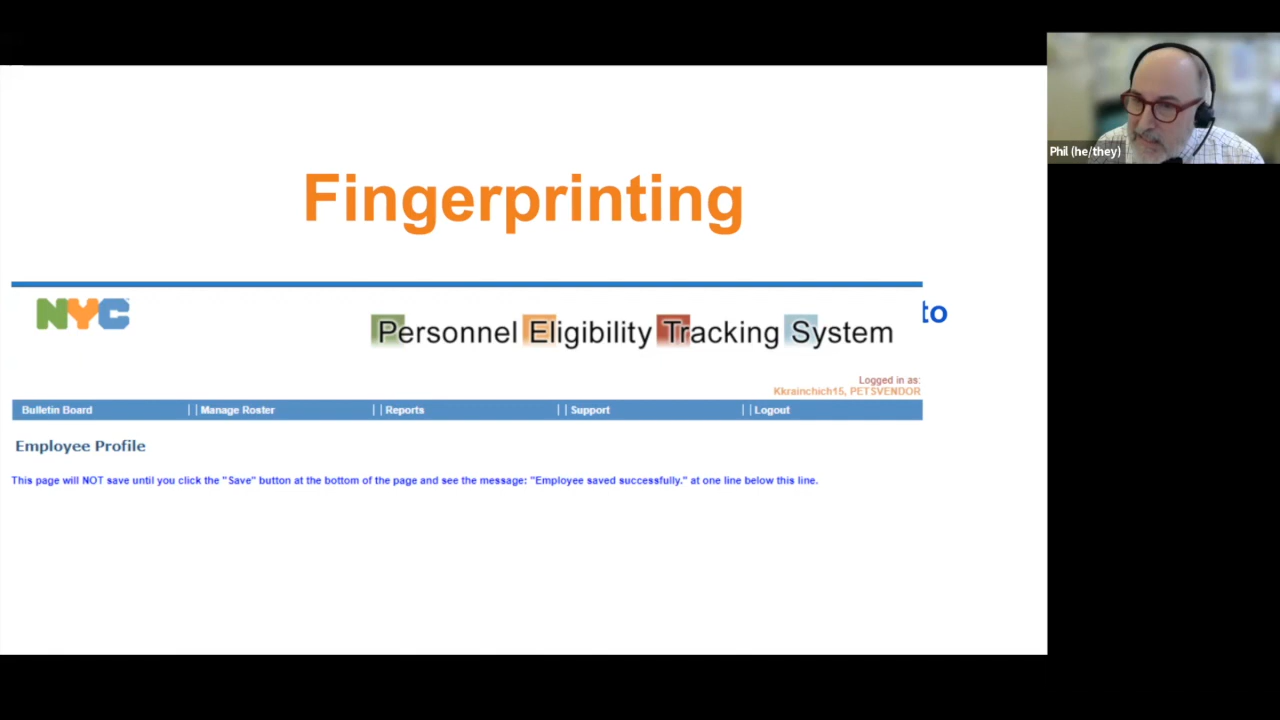 Fingerprinting
to
NYC
Personnel Eligibility Tracking System
Logged in as:
Kkrainchich15, PETSVENDOR
Bulletin Board || Manage Roster || Reports || Support || Logout
Employee Profile
This page will NOT save until you click the "Save" button at the bottom of the page and see the message: "Employee saved successfully." at one line below this line.
Phil (he/they)